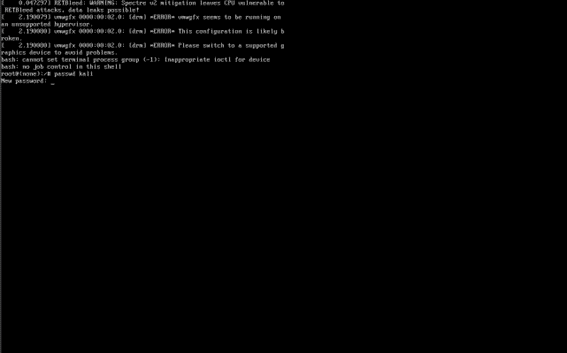 [    0.047297] RETBleed: WARNING: Spectre v2 mitigation leaves CPU vulnerable to
 RETBleed attacks, data leaks possible!
[    2.190079] vmwgfx 0000:00:02.0: [drm] *ERROR* vmwgfx seems to be running on
an unsupported hypervisor.
[    2.190080] vmwgfx 0000:00:02.0: [drm] *ERROR* This configuration is likely b
roken.
[    2.190080] vmwgfx 0000:00:02.0: [drm] *ERROR* Please switch to a supported g
raphics device to avoid problems.
bash: cannot set terminal process group (-1): Inappropriate ioctl for device
bash: no job control in this shell
root@(none):/# passwd kali
New password: _